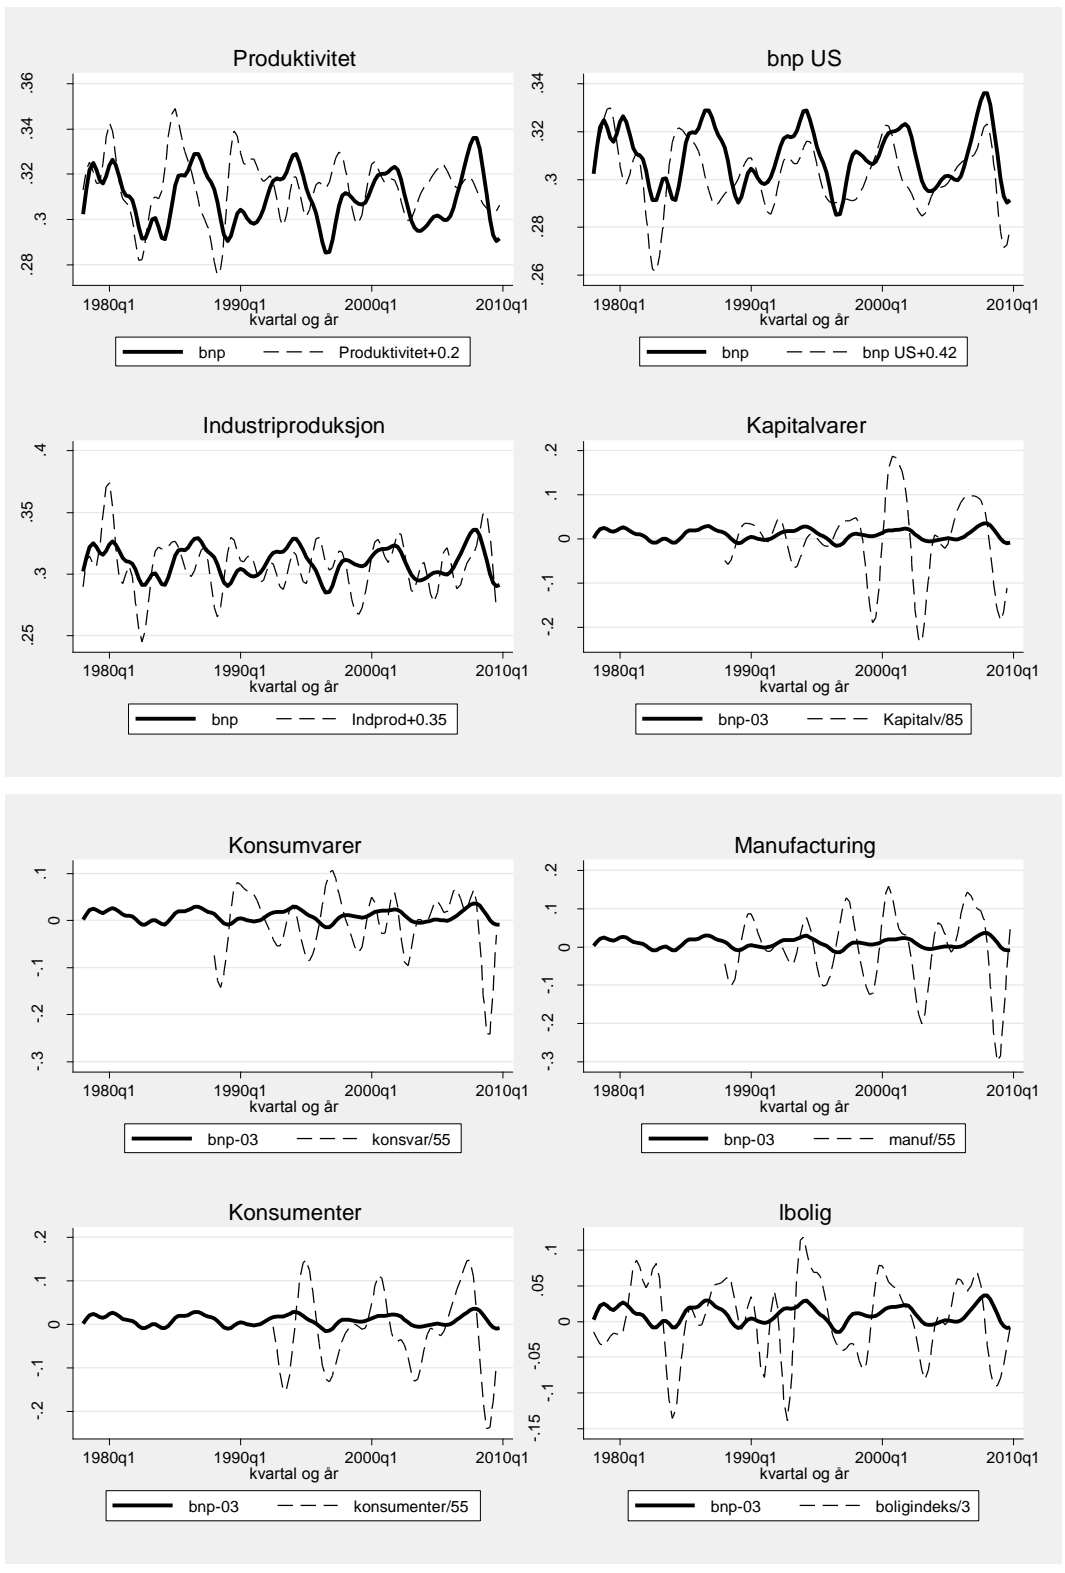 Produktivitet
.36
.34
.32
.3
.28
1980q1 1990q1 2000q1 2010q1
kvartal og år
bnp Produktivitet+0.2
bnp US
.34
.32
.3
.28
.26
1980q1 1990q1 2000q1 2010q1
kvartal og år
bnp bnp US+0.42
Industriproduksjon
.4
.35
.3
.25
1980q1 1990q1 2000q1 2010q1
kvartal og år
bnp Indprod+0.35
Kapitalvarer
.2
.1
0
-.1
-.2
1980q1 1990q1 2000q1 2010q1
kvartal og år
bnp-03 Kapitalv/85
Konsumvarer
.1
0
-.1
-.2
-.3
1980q1 1990q1 2000q1 2010q1
kvartal og år
bnp-03 konsvar/55
Manufacturing
.2
.1
0
-.1
-.2
-.3
1980q1 1990q1 2000q1 2010q1
kvartal og år
bnp-03 manuf/55
Konsumenter
.2
.1
0
-.1
-.2
1980q1 1990q1 2000q1 2010q1
kvartal og år
bnp-03 konsumenter/55
Ibolig
.1
.05
0
-.05
-.1
-.15
1980q1 1990q1 2000q1 2010q1
kvartal og år
bnp-03 boligindeks/3